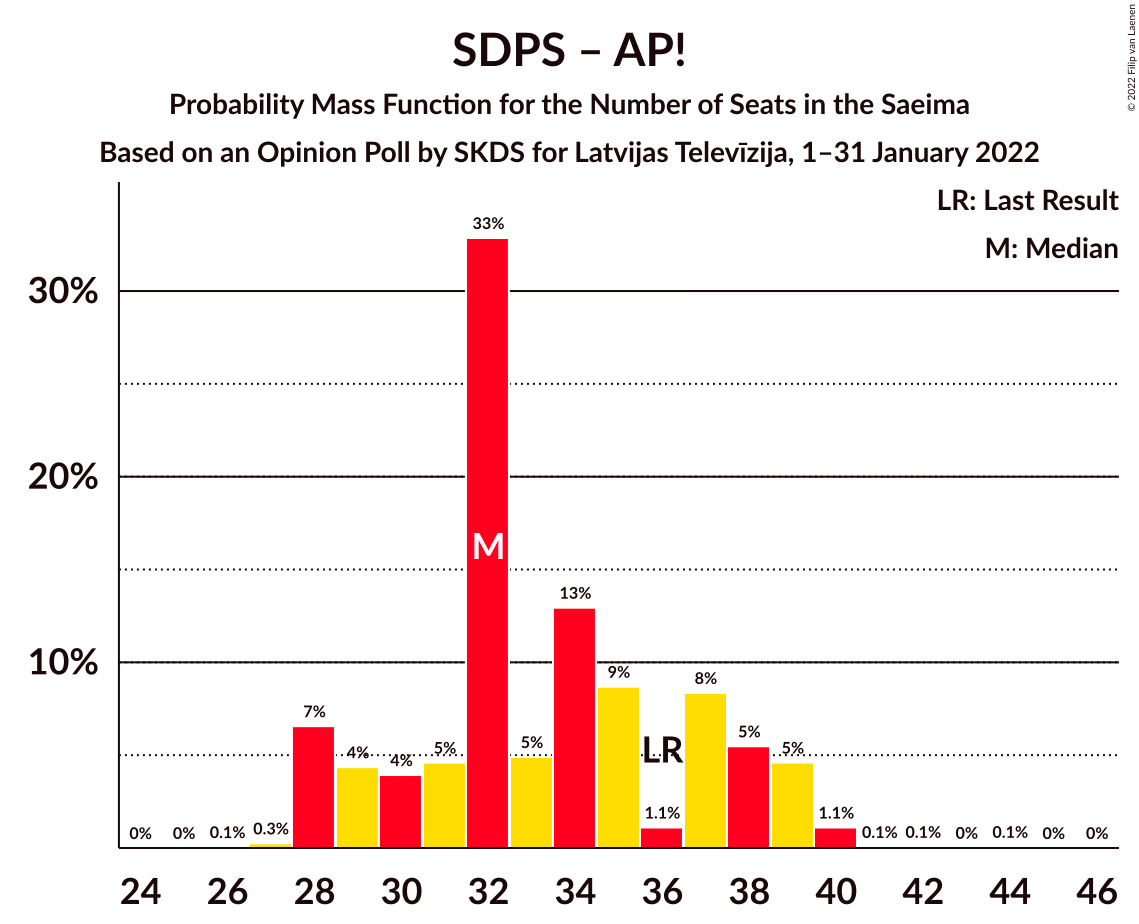 SDPS – AP!
Probability Mass Function for the Number of Seats in the Saeima
Based on an Opinion Poll by SKDS for Latvijas Televīzija, 1–31 January 2022
© 2022 Filip van Laenen
LR: Last Result
M: Median
30%
20%
10%
0% 0% 0.1% 0.3% 7% 4% 4% 5% 33% 5% 13% 9% 1.1% 8% 5% 5% 1.1% 0.1% 0.1% 0% 0.1% 0% 0%
M
LR
24 26 28 30 32 34 36 38 40 42 44 46